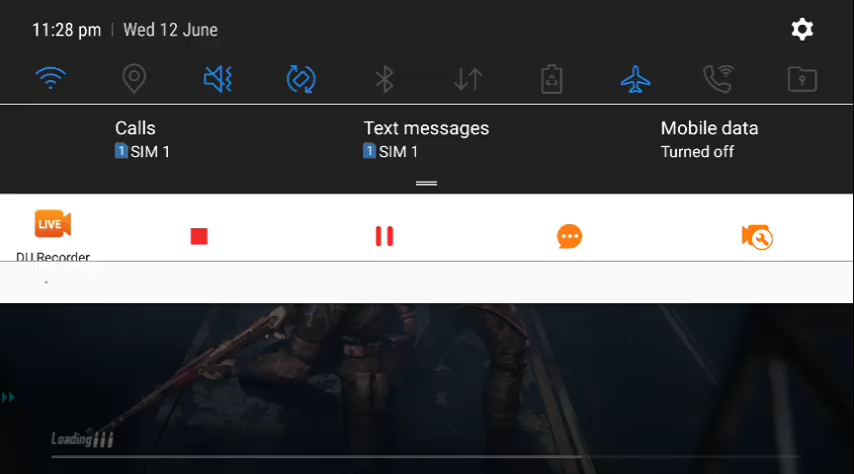 11:28 pm | Wed 12 June
Calls
1 SIM 1
Text messages
1 SIM 1
Mobile data
Turned off
LIVE
DU Recorder
Loading